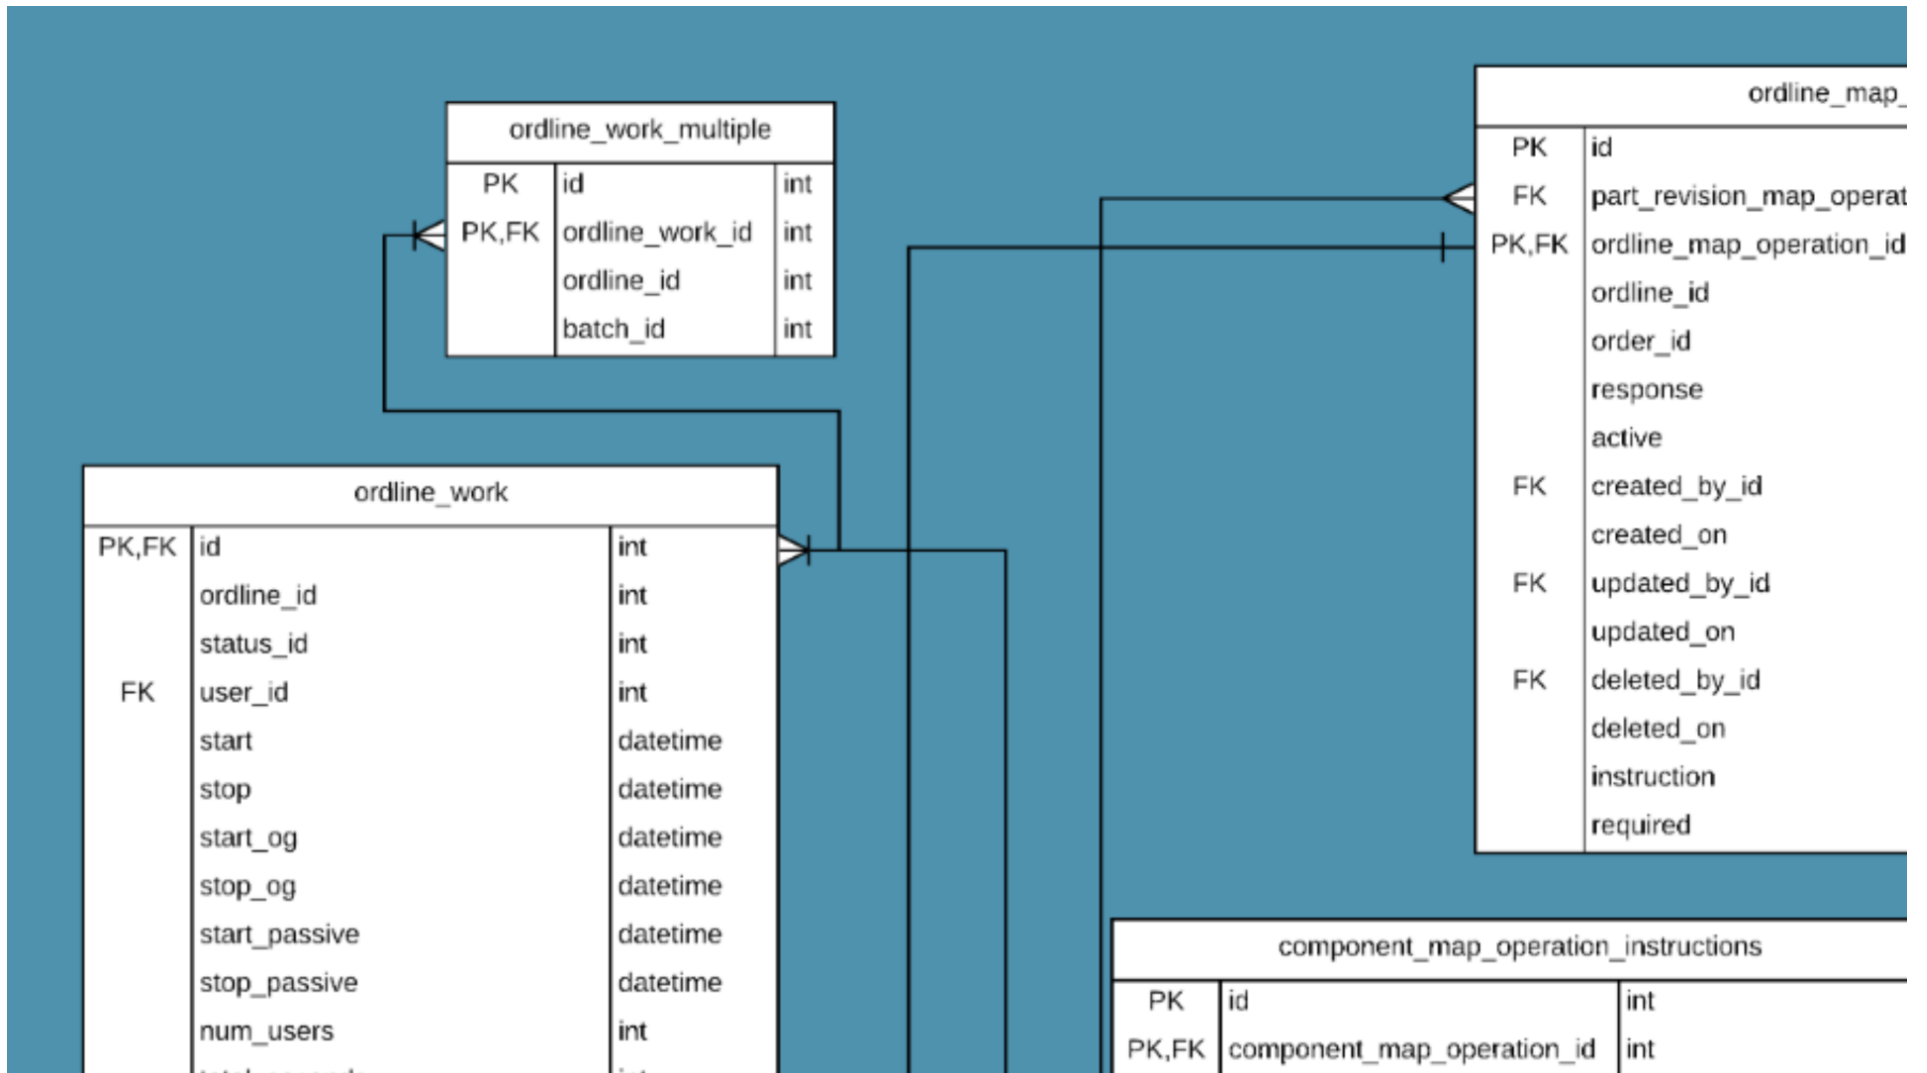 ordline_work_multiple
PK id int
PK,FK ordline_work_id int
ordline_id int
batch_id int
ordline_work
PK,FK id int
ordline_id int
status_id int
FK user_id int
start datetime
stop datetime
start_og datetime
stop_og datetime
start_passive datetime
stop_passive datetime
num_users int
ordline_map_
PK id
FK part_revision_map_operat
PK,FK ordline_map_operation_id
ordline_id
order_id
response
active
FK created_by_id
created_on
FK updated_by_id
updated_on
FK deleted_by_id
deleted_on
instruction
required
component_map_operation_instructions
PK id int
PK,FK component_map_operation_id int